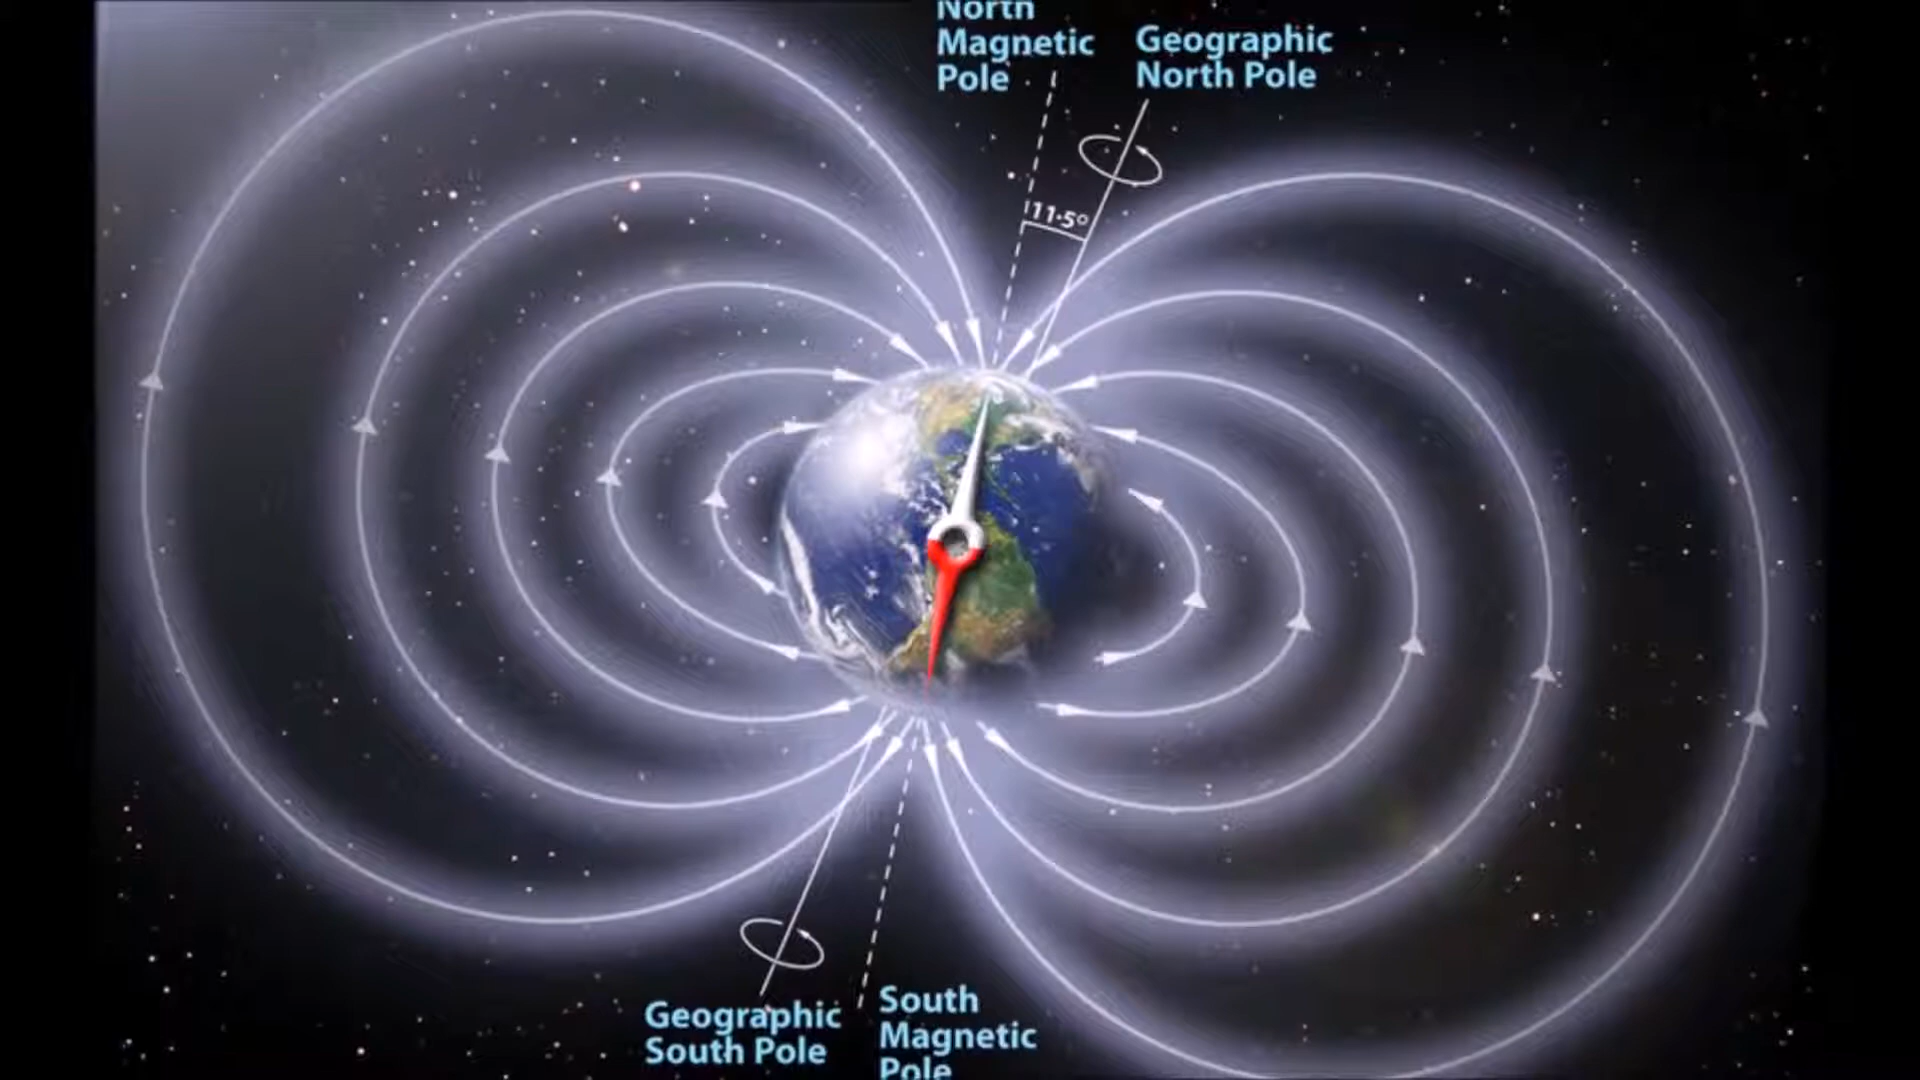 North
Magnetic
Pole
Geographic
North Pole
11·5°
Geographic
South Pole
South
Magnetic
Pole